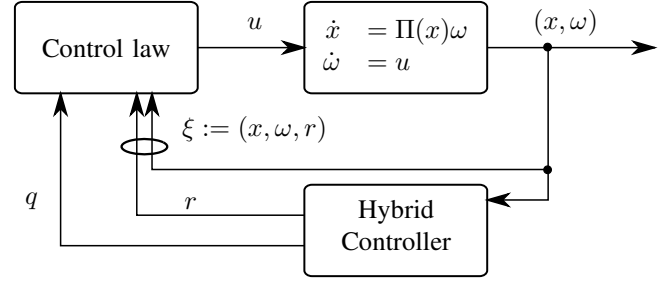 u
(x, ω)
Control law
ẋ = Π(x)ω
ω̇ = u
ξ := (x, ω, r)
q
r
Hybrid
Controller